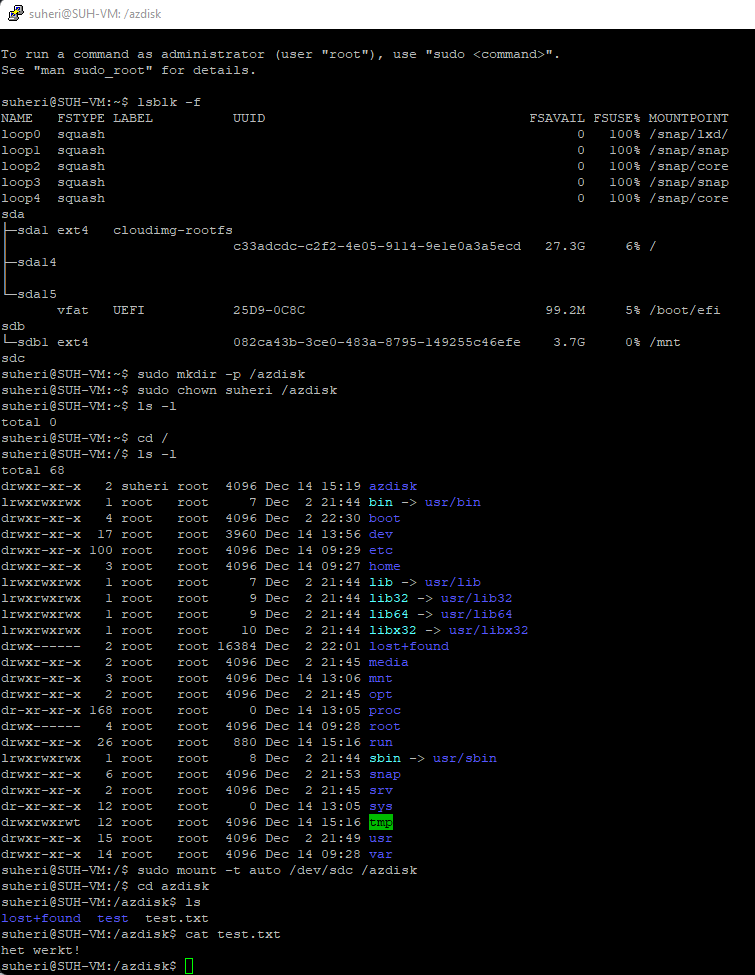 suheri@SUH-VM: /azdisk
To run a command as administrator (user "root"), use "sudo <command>".
See "man sudo_root" for details.
suheri@SUH-VM:~$ lsblk -f
NAME   FSTYPE LABEL          UUID                                 FSAVAIL FSUSE% MOUNTPOINT
loop0  squash                                                           0   100% /snap/lxd/
loop1  squash                                                           0   100% /snap/snap
loop2  squash                                                           0   100% /snap/core
loop3  squash                                                           0   100% /snap/snap
loop4  squash                                                           0   100% /snap/core
sda
├─sda1 ext4   cloudimg-rootfs
│                            c33adcdc-c2f2-4e05-9114-9e1e0a3a5ecd   27.3G     6% /
├─sda14
│
└─sda15
       vfat   UEFI           25D9-0C8C                              99.2M     5% /boot/efi
sdb
└─sdb1 ext4                  082ca43b-3ce0-483a-8795-149255c46efe    3.7G     0% /mnt
sdc
suheri@SUH-VM:~$ sudo mkdir -p /azdisk
suheri@SUH-VM:~$ sudo chown suheri /azdisk
suheri@SUH-VM:~$ ls -l
total 0
suheri@SUH-VM:~$ cd /
suheri@SUH-VM:/$ ls -l
total 68
drwxr-xr-x   2 suheri root  4096 Dec 14 15:19 azdisk
lrwxrwxrwx   1 root   root     7 Dec  2 21:44 bin -> usr/bin
drwxr-xr-x   4 root   root  4096 Dec  2 22:30 boot
drwxr-xr-x  17 root   root  3960 Dec 14 13:56 dev
drwxr-xr-x 100 root   root  4096 Dec 14 09:29 etc
drwxr-xr-x   3 root   root  4096 Dec 14 09:27 home
lrwxrwxrwx   1 root   root     7 Dec  2 21:44 lib -> usr/lib
lrwxrwxrwx   1 root   root     9 Dec  2 21:44 lib32 -> usr/lib32
lrwxrwxrwx   1 root   root     9 Dec  2 21:44 lib64 -> usr/lib64
lrwxrwxrwx   1 root   root    10 Dec  2 21:44 libx32 -> usr/libx32
drwx------   2 root   root 16384 Dec  2 22:01 lost+found
drwxr-xr-x   2 root   root  4096 Dec  2 21:45 media
drwxr-xr-x   3 root   root  4096 Dec 14 13:06 mnt
drwxr-xr-x   2 root   root  4096 Dec  2 21:45 opt
dr-xr-xr-x 168 root   root     0 Dec 14 13:05 proc
drwx------   4 root   root  4096 Dec 14 09:28 root
drwxr-xr-x  26 root   root   880 Dec 14 15:16 run
lrwxrwxrwx   1 root   root     8 Dec  2 21:44 sbin -> usr/sbin
drwxr-xr-x   6 root   root  4096 Dec  2 21:53 snap
drwxr-xr-x   2 root   root  4096 Dec  2 21:45 srv
dr-xr-xr-x  12 root   root     0 Dec 14 13:05 sys
drwxrwxrwt  12 root   root  4096 Dec 14 15:16 tmp
drwxr-xr-x  15 root   root  4096 Dec  2 21:49 usr
drwxr-xr-x  14 root   root  4096 Dec 14 09:28 var
suheri@SUH-VM:/$ sudo mount -t auto /dev/sdc /azdisk
suheri@SUH-VM:/$ cd azdisk
suheri@SUH-VM:/azdisk$ ls
lost+found  test  test.txt
suheri@SUH-VM:/azdisk$ cat test.txt
het werkt!
suheri@SUH-VM:/azdisk$